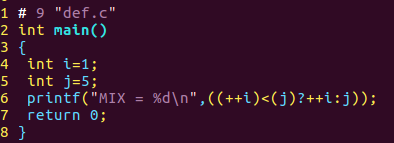 1 # 9 "def.c"
2 int main()
3 {
4  int i=1;
5  int j=5;
6  printf("MIX = %d\n",((++i)<(j)?++i:j));
7  return 0;
8 }